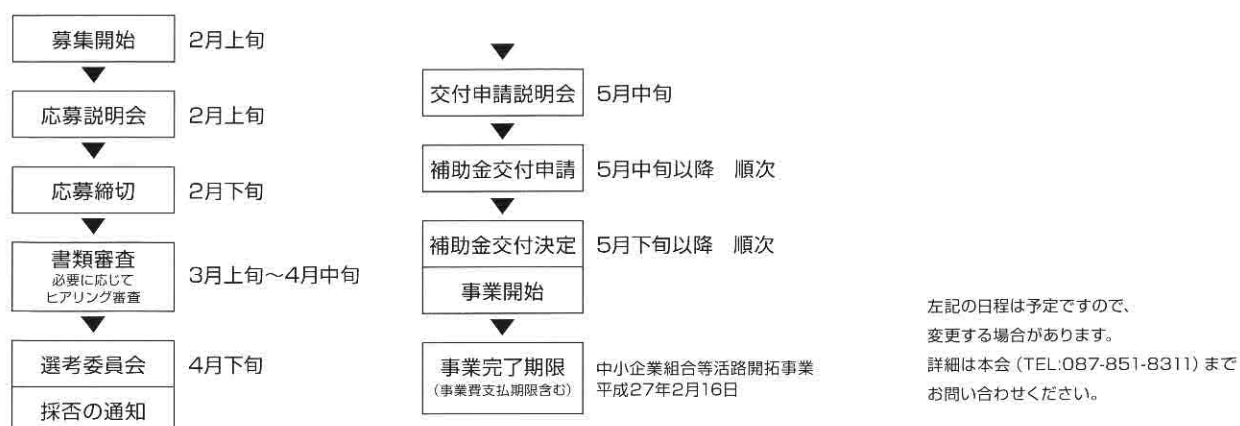 募集開始 2月上旬
応募説明会 2月上旬
応募締切 2月下旬
書類審査
必要に応じて
ヒアリング審査
3月上旬〜4月中旬
選考委員会 4月下旬
採否の通知
交付申請説明会 5月中旬
補助金交付申請 5月中旬以降 順次
補助金交付決定 5月下旬以降 順次
事業開始
事業完了期限
(事業費支払期限含む)
中小企業組合等活路開拓事業
平成27年2月16日
左記の日程は予定ですので、
変更する場合があります。
詳細は本会(TEL:087-851-8311)まで
お問い合わせください。